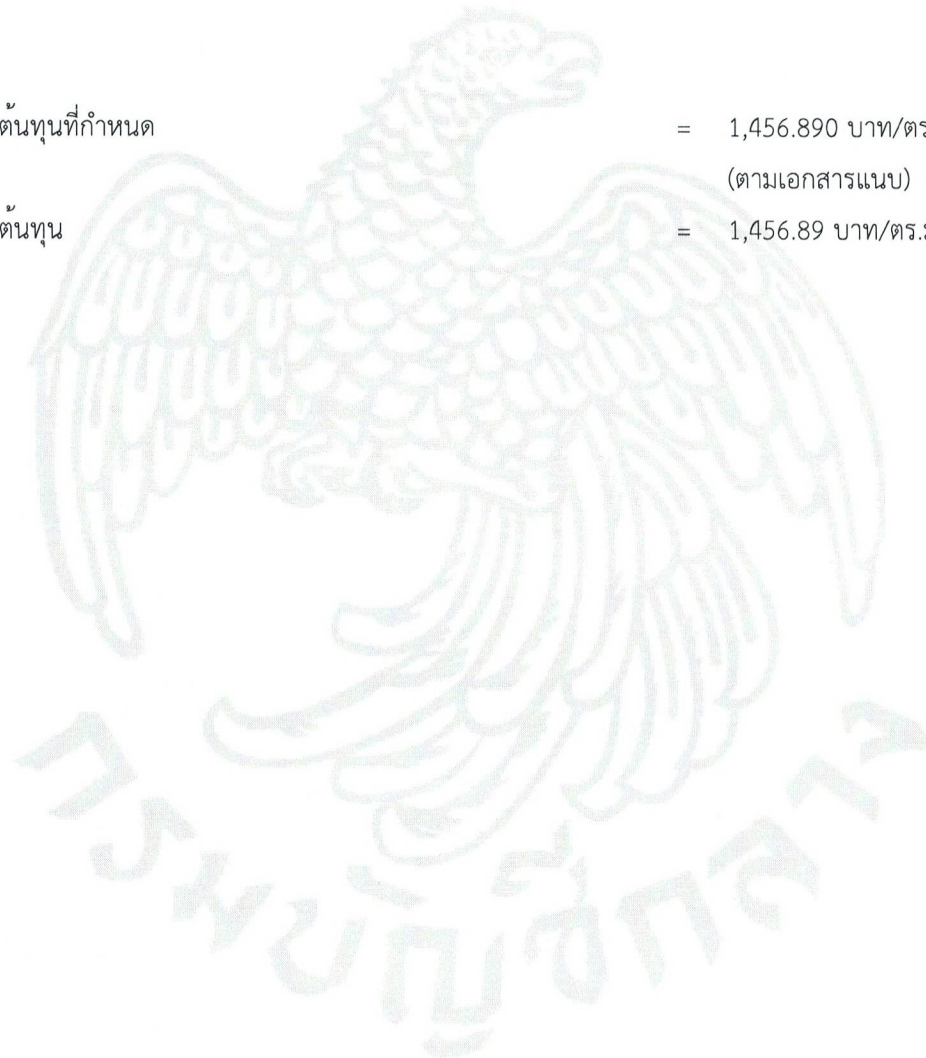 ต้นทุนที่กำหนด = 1,456.890 บาท/ตร
(ตามเอกสารแนบ)
ต้นทุน = 1,456.89 บาท/ตร.ม
กรมบัญชีกลาง